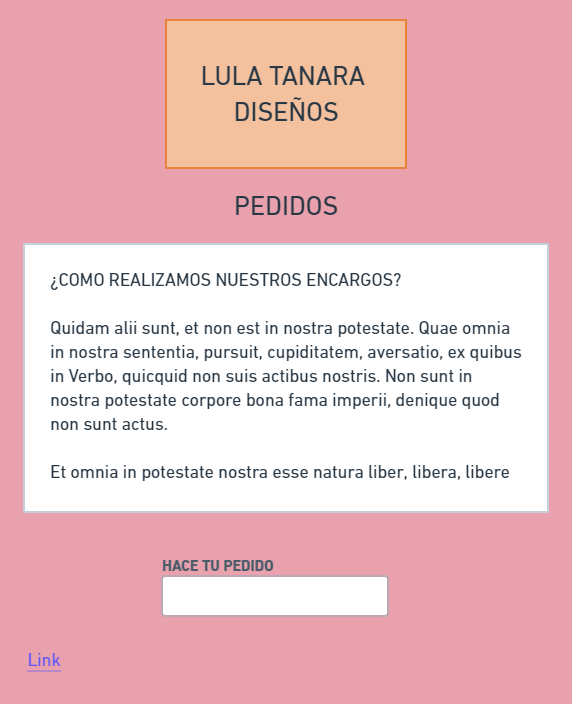 LULA TANARA
DISEÑOS
PEDIDOS
¿COMO REALIZAMOS NUESTROS ENCARGOS?
Quidam alii sunt, et non est in nostra potestate. Quae omnia
in nostra sententia, pursuit, cupiditatem, aversatio, ex quibus
in Verbo, quicquid non suis actibus nostris. Non sunt in
nostra potestate corpore bona fama imperii, denique quod
non sunt actus.
Et omnia in potestate nostra esse natura liber, libera, libere
HACE TU PEDIDO
Link